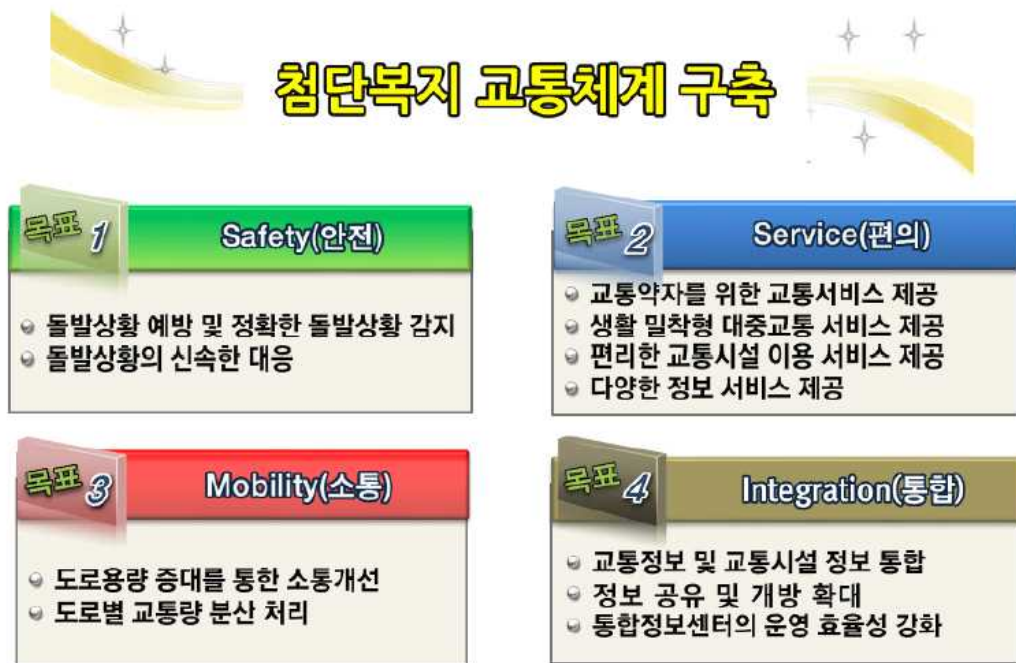 첨단복지 교통체계 구축
목표 1
Safety(안전)
돌발상황 예방 및 정확한 돌발상황 감지
돌발상황의 신속한 대응
목표 2
Service(편의)
교통약자를 위한 교통서비스 제공
생활 밀착형 대중교통 서비스 제공
편리한 교통시설 이용 서비스 제공
다양한 정보 서비스 제공
목표 3
Mobility(소통)
도로용량 증대를 통한 소통개선
도로별 교통량 분산 처리
목표 4
Integration(통합)
교통정보 및 교통시설 정보 통합
정보 공유 및 개방 확대
통합정보센터의 운영 효율성 강화